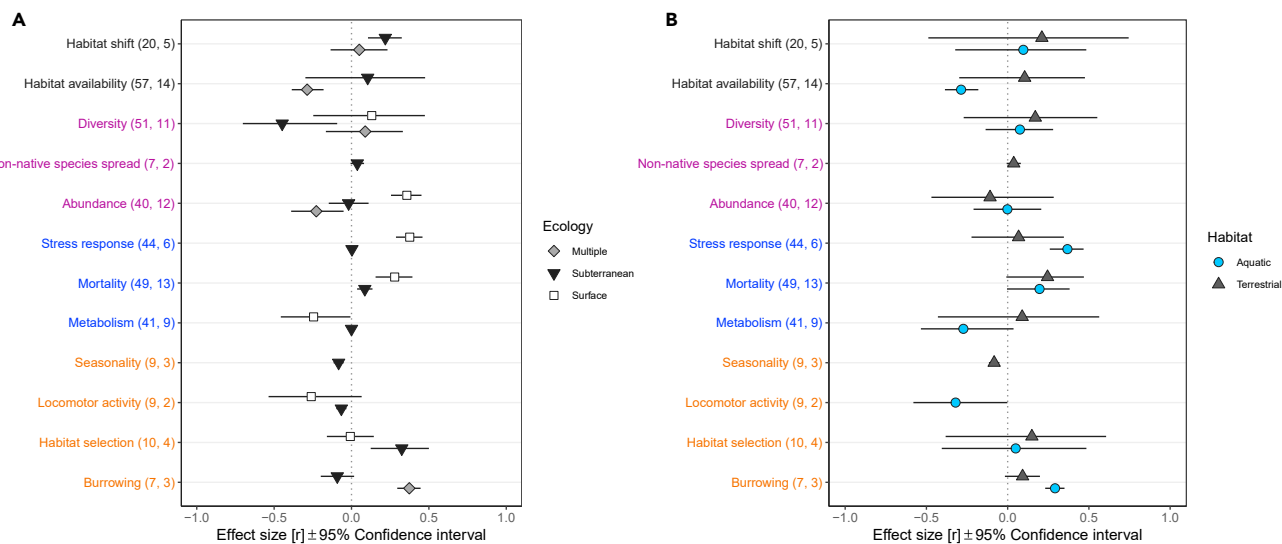 A
Habitat shift (20, 5)
Habitat availability (57, 14)
Diversity (51, 11)
on-native species spread (7, 2)
Abundance (40, 12)
Stress response (44, 6)
Mortality (49, 13)
Metabolism (41, 9)
Seasonality (9, 3)
Locomotor activity (9, 2)
Habitat selection (10, 4)
Burrowing (7, 3)
−1.0 −0.5 0.0 0.5 1.0
Effect size [r] ± 95% Confidence interval
Ecology
Multiple
Subterranean
Surface
B
Habitat shift (20, 5)
Habitat availability (57, 14)
Diversity (51, 11)
Non-native species spread (7, 2)
Abundance (40, 12)
Stress response (44, 6)
Mortality (49, 13)
Metabolism (41, 9)
Seasonality (9, 3)
Locomotor activity (9, 2)
Habitat selection (10, 4)
Burrowing (7, 3)
−1.0 −0.5 0.0 0.5 1.0
Effect size [r] ± 95% Confidence interval
Habitat
Aquatic
Terrestrial